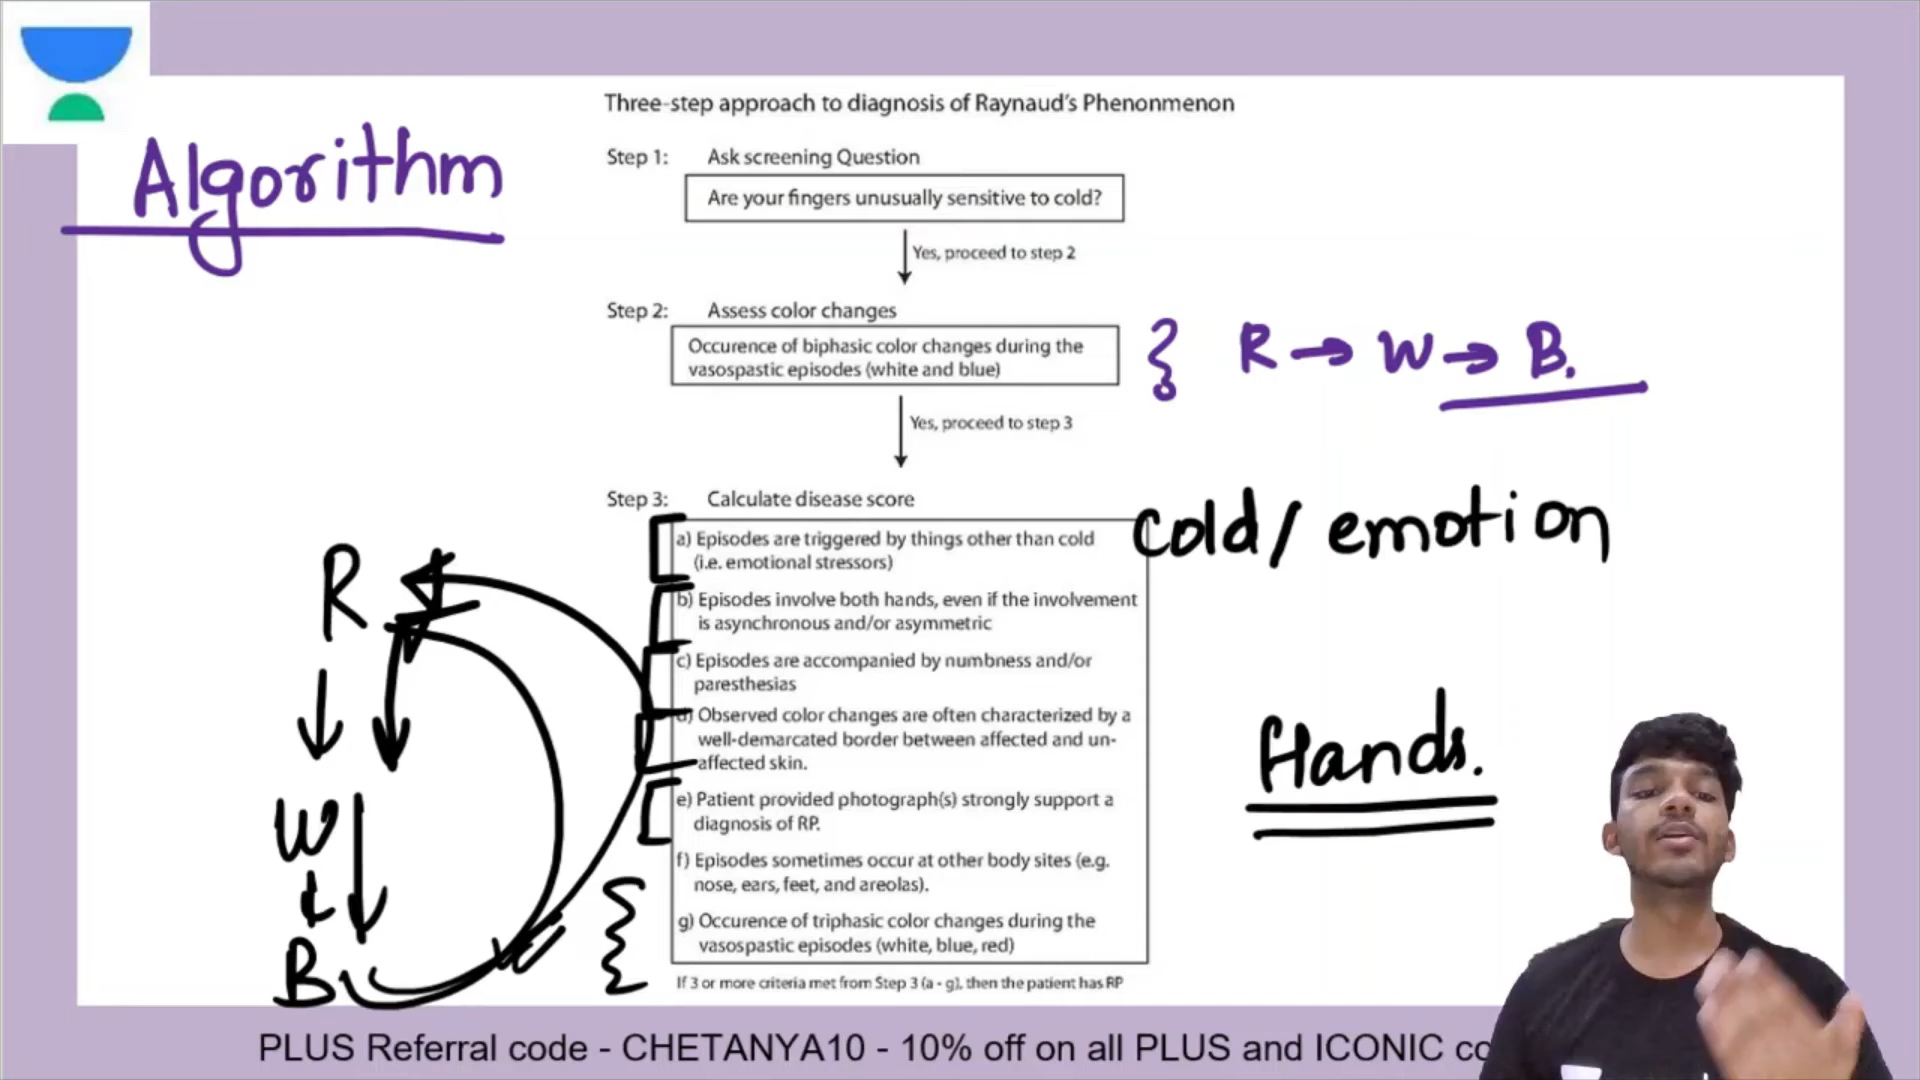 Three-step approach to diagnosis of Raynaud's Phenonmenon
Algorithm
Step 1: Ask screening Question
Are your fingers unusually sensitive to cold?
Yes, proceed to step 2
Step 2: Assess color changes
Occurence of biphasic color changes during the
vasospastic episodes (white and blue)
{ R → W → B.
Yes, proceed to step 3
Step 3: Calculate disease score
a) Episodes are triggered by things other than cold
(i.e. emotional stressors)
Cold/ emotion
b) Episodes involve both hands, even if the involvement
is asynchronous and/or asymmetric
c) Episodes are accompanied by numbness and/or
paresthesias
d) Observed color changes are often characterized by a
well-demarcated border between affected and un-
affected skin.
Hands.
e) Patient provided photograph(s) strongly support a
diagnosis of RP.
f) Episodes sometimes occur at other body sites (e.g.
nose, ears, feet, and areolas).
g) Occurence of triphasic color changes during the
vasospastic episodes (white, blue, red)
If 3 or more criteria met from Step 3 (a - g), then the patient has RP
R
↓
W
↓
B
PLUS Referral code - CHETANYA10 - 10% off on all PLUS and ICONIC co